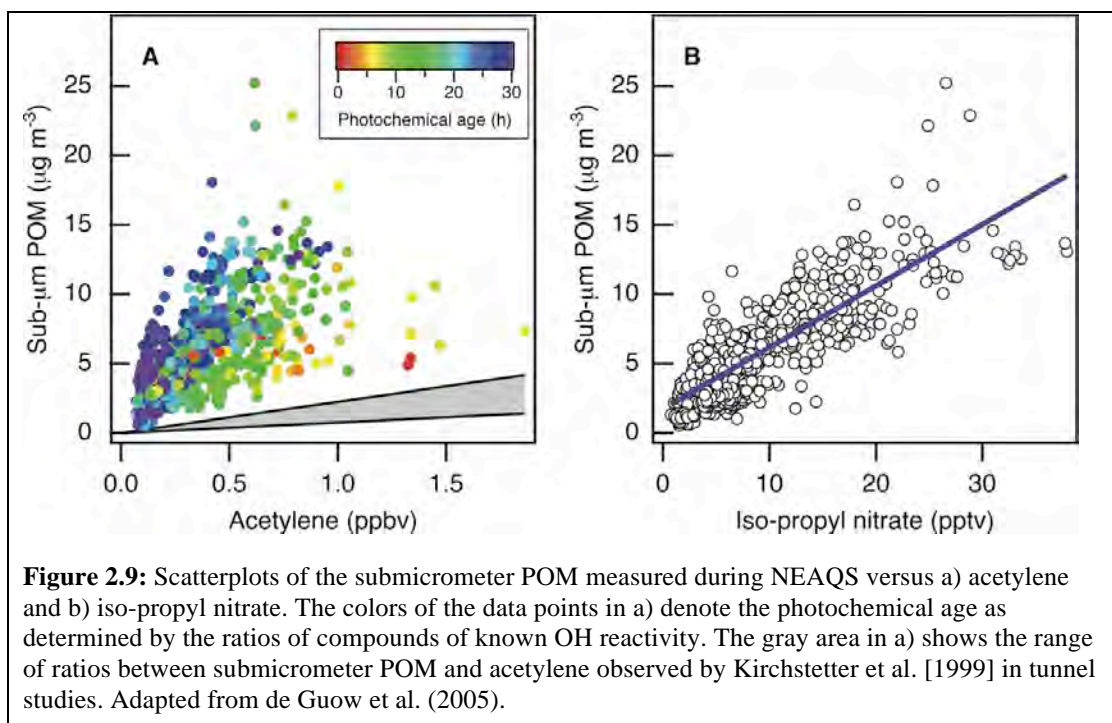 A
0 10 20 30
Photochemical age (h)
25
20
15
10
5
0
Sub-μm POM (μg m⁻³)
0.0 0.5 1.0 1.5
Acetylene (ppbv)
B
25
20
15
10
5
0
Sub-μm POM (μg m⁻³)
0 10 20 30
Iso-propyl nitrate (pptv)
Figure 2.9: Scatterplots of the submicrometer POM measured during NEAQS versus a) acetylene
and b) iso-propyl nitrate. The colors of the data points in a) denote the photochemical age as
determined by the ratios of compounds of known OH reactivity. The gray area in a) shows the range
of ratios between submicrometer POM and acetylene observed by Kirchstetter et al. [1999] in tunnel
studies. Adapted from de Guow et al. (2005).